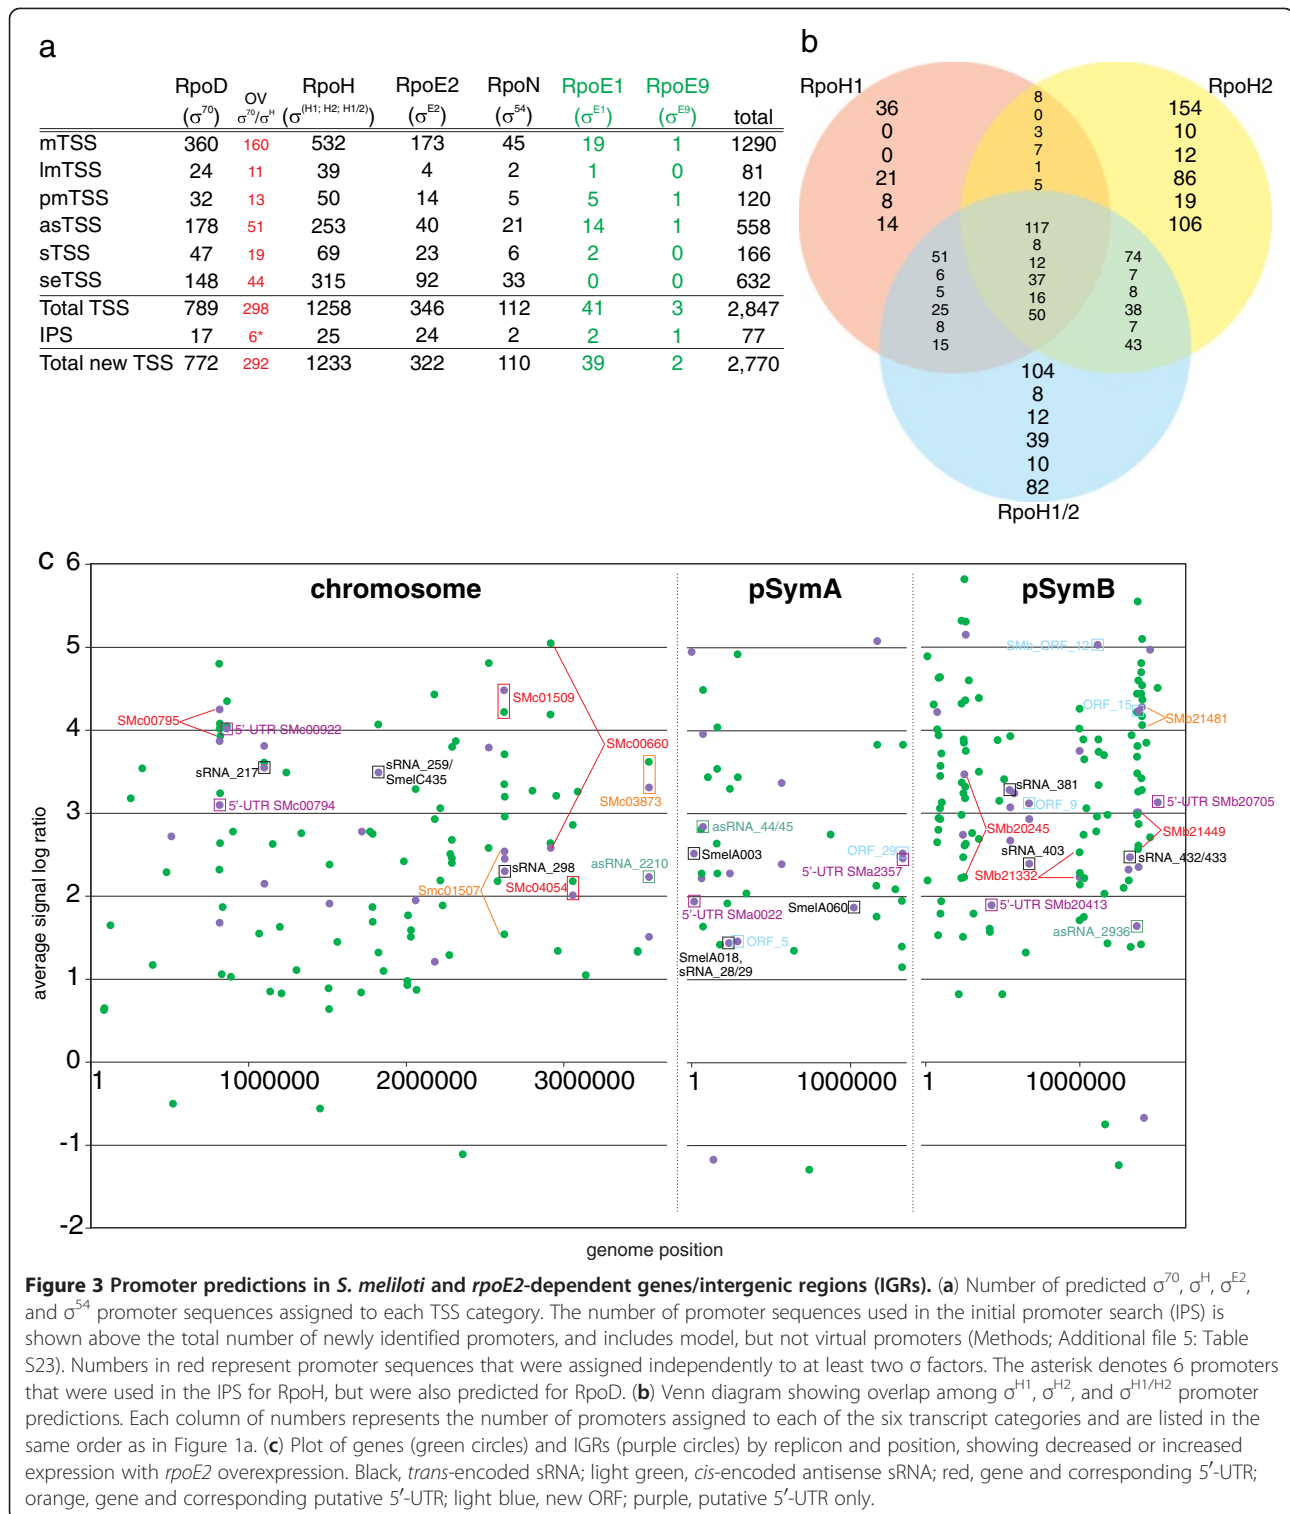 a
RpoD OV RpoH RpoE2 RpoN RpoE1 RpoE9
(σ70) σ70/σH (σ(H1; H2; H1/2)) (σE2) (σ54) (σE1) (σE9) total
mTSS 360 160 532 173 45 19 1 1290
lmTSS 24 11 39 4 2 1 0 81
pmTSS 32 13 50 14 5 5 1 120
asTSS 178 51 253 40 21 14 1 558
sTSS 47 19 69 23 6 2 0 166
seTSS 148 44 315 92 33 0 0 632
Total TSS 789 298 1258 346 112 41 3 2,847
IPS 17 6* 25 24 2 2 1 77
Total new TSS 772 292 1233 322 110 39 2 2,770
b
RpoH1
RpoH2
36
0
0
21
8
14
8
0
3
7
1
5
154
10
12
86
19
106
51
6
5
25
8
15
117
8
12
37
16
50
74
7
8
38
7
43
104
8
12
39
10
82
RpoH1/2
c
average signal log ratio
6
5
4
3
2
1
0
-1
-2
chromosome
pSymA
pSymB
SMc00795
5'-UTR SMc00922
sRNA_217
5'-UTR SMc00794
sRNA_259/
SmelC435
SMc01509
SMc00660
SMc03873
Smc01507
sRNA_298
SMc04054
asRNA_2210
asRNA_44/45
SmelA003
5'-UTR SMa0022
SmelA018,
sRNA_28/29
ORF_5
ORF_29
5'-UTR SMa2357
SmelA060
SMb_ORF_12
ORF_15
SMb21481
sRNA_381
ORF_9
SMb20245
sRNA_403
SMb21332
5'-UTR SMb20705
SMb21449
sRNA_432/433
5'-UTR SMb20413
asRNA_2936
1 1000000 2000000 3000000 1 1000000 1 1000000
genome position
Figure 3 Promoter predictions in S. meliloti and rpoE2-dependent genes/intergenic regions (IGRs). (a) Number of predicted σ70, σH, σE2,
and σ54 promoter sequences assigned to each TSS category. The number of promoter sequences used in the initial promoter search (IPS) is
shown above the total number of newly identified promoters, and includes model, but not virtual promoters (Methods; Additional file 5: Table
S23). Numbers in red represent promoter sequences that were assigned independently to at least two σ factors. The asterisk denotes 6 promoters
that were used in the IPS for RpoH, but were also predicted for RpoD. (b) Venn diagram showing overlap among σH1, σH2, and σH1/H2 promoter
predictions. Each column of numbers represents the number of promoters assigned to each of the six transcript categories and are listed in the
same order as in Figure 1a. (c) Plot of genes (green circles) and IGRs (purple circles) by replicon and position, showing decreased or increased
expression with rpoE2 overexpression. Black, trans-encoded sRNA; light green, cis-encoded antisense sRNA; red, gene and corresponding 5′-UTR;
orange, gene and corresponding putative 5′-UTR; light blue, new ORF; purple, putative 5′-UTR only.